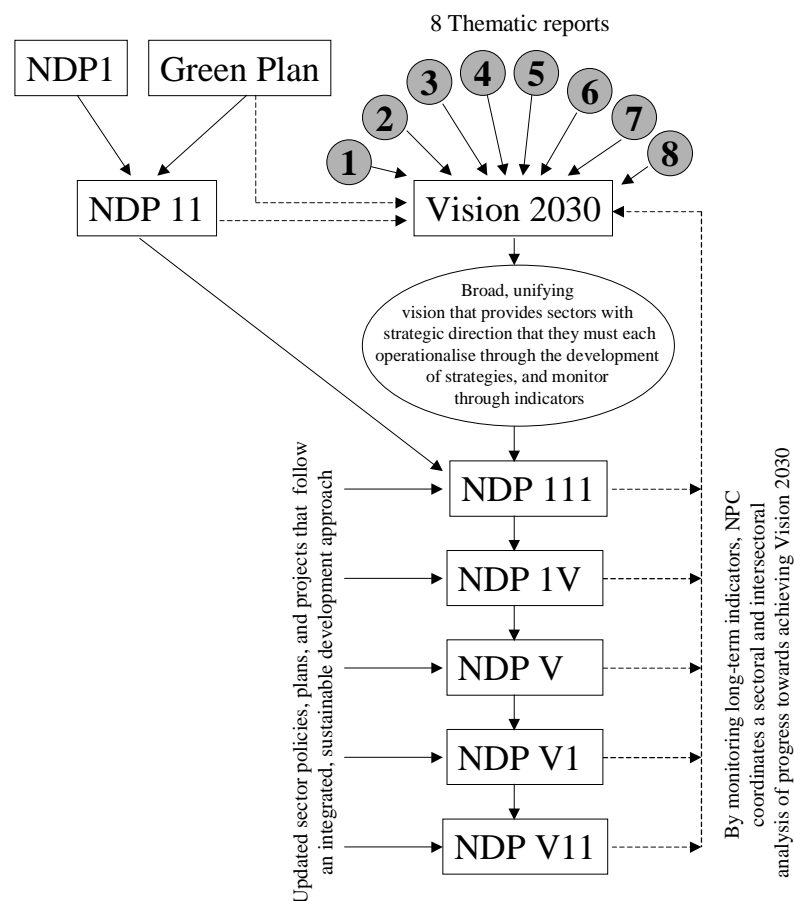 8 Thematic reports
NDP1
Green Plan
1
2
3
4
5
6
7
8
NDP 11
Vision 2030
Broad, unifying
vision that provides sectors with
strategic direction that they must each
operationalise through the development
of strategies, and monitor
through indicators
NDP 111
NDP 1V
NDP V
NDP V1
NDP V11
Updated sector policies, plans, and projects that follow
an integrated, sustainable development approach
By monitoring long-term indicators, NPC
coordinates a sectoral and intersectoral
analysis of progress towards achieving Vision 2030